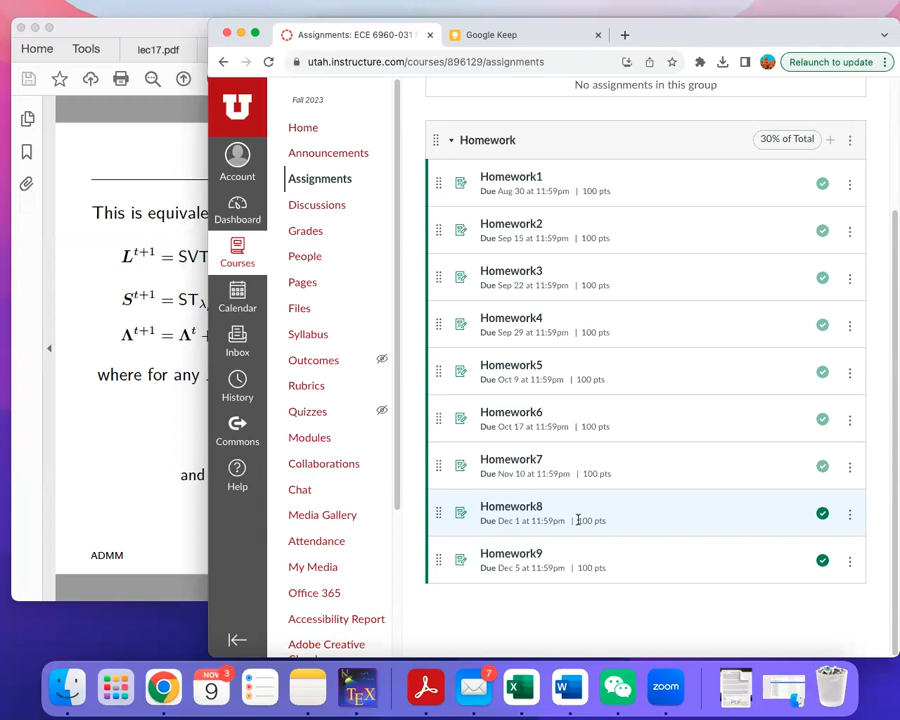 Home
Tools
lec17.pdf
This is equivale
L^{t+1} = SVT
S^{t+1} = ST_λ
Λ^{t+1} = Λ^t +
where for any
and
ADMM
Assignments: ECE 6960-031
Google Keep
utah.instructure.com/courses/896129/assignments
Relaunch to update
U
Account
Dashboard
Courses
Calendar
Inbox
History
Commons
Help
Fall 2023
Home
Announcements
Assignments
Discussions
Grades
People
Pages
Files
Syllabus
Outcomes
Rubrics
Quizzes
Modules
Collaborations
Chat
Media Gallery
Attendance
My Media
Office 365
Accessibility Report
Adobe Creative
No assignments in this group
Homework
30% of Total
Homework1
Due Aug 30 at 11:59pm | 100 pts
Homework2
Due Sep 15 at 11:59pm | 100 pts
Homework3
Due Sep 22 at 11:59pm | 100 pts
Homework4
Due Sep 29 at 11:59pm | 100 pts
Homework5
Due Oct 9 at 11:59pm | 100 pts
Homework6
Due Oct 17 at 11:59pm | 100 pts
Homework7
Due Nov 10 at 11:59pm | 100 pts
Homework8
Due Dec 1 at 11:59pm | 100 pts
Homework9
Due Dec 5 at 11:59pm | 100 pts
NOV
9
3
TEX
7
X
W
zoom